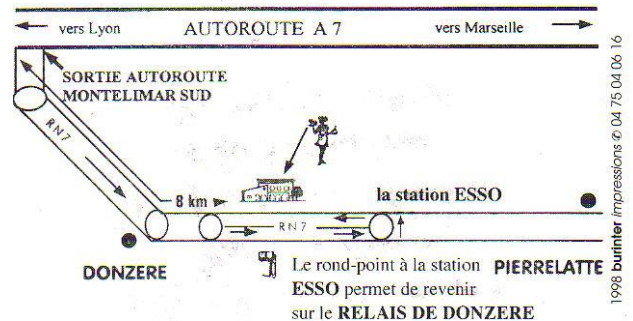 ← vers Lyon AUTOROUTE A 7 vers Marseille →
SORTIE AUTOROUTE
MONTELIMAR SUD
RN7
8 km
la station ESSO
RN7
DONZERE
Le rond-point à la station PIERRELATTE
ESSO permet de revenir
sur le RELAIS DE DONZERE
1998 burinter impressions ✆ 04 75 04 06 16